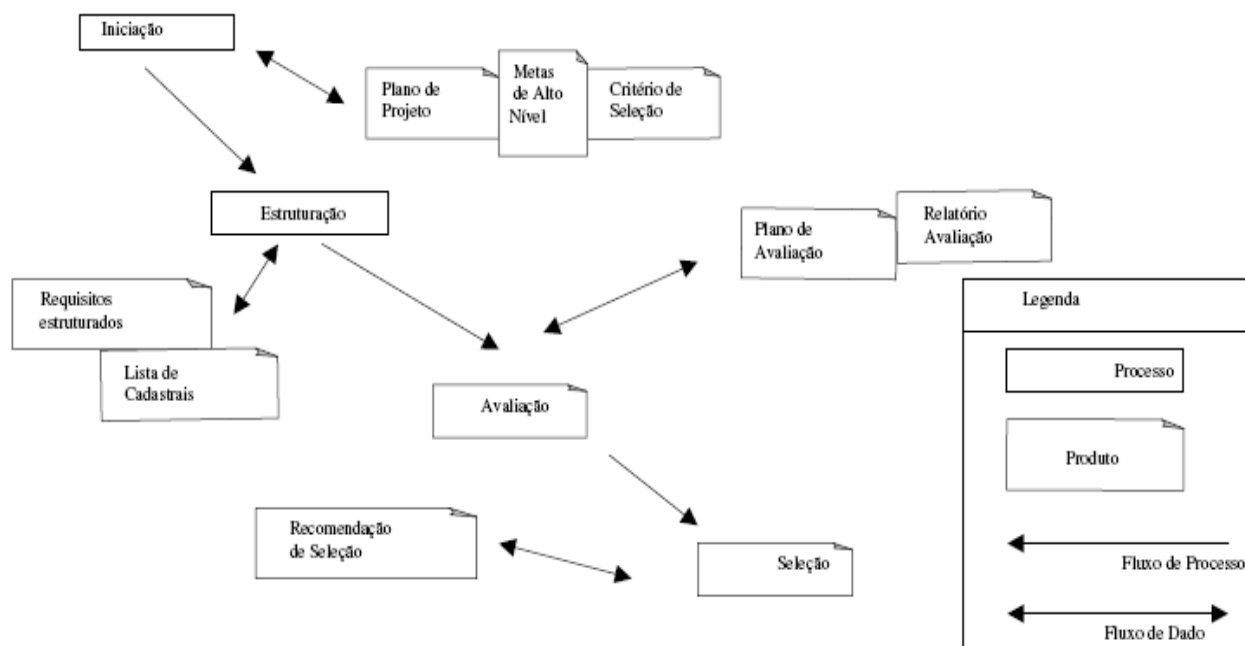 Iniciação
Plano de
Projeto
Metas
de Alto
Nível
Critério de
Seleção
Estruturação
Plano de
Avaliação
Relatório
Avaliação
Requisitos
estruturados
Lista de
Cadastrais
Avaliação
Recomendação
de Seleção
Seleção
Legenda
Processo
Produto
Fluxo de Processo
Fluxo de Dado